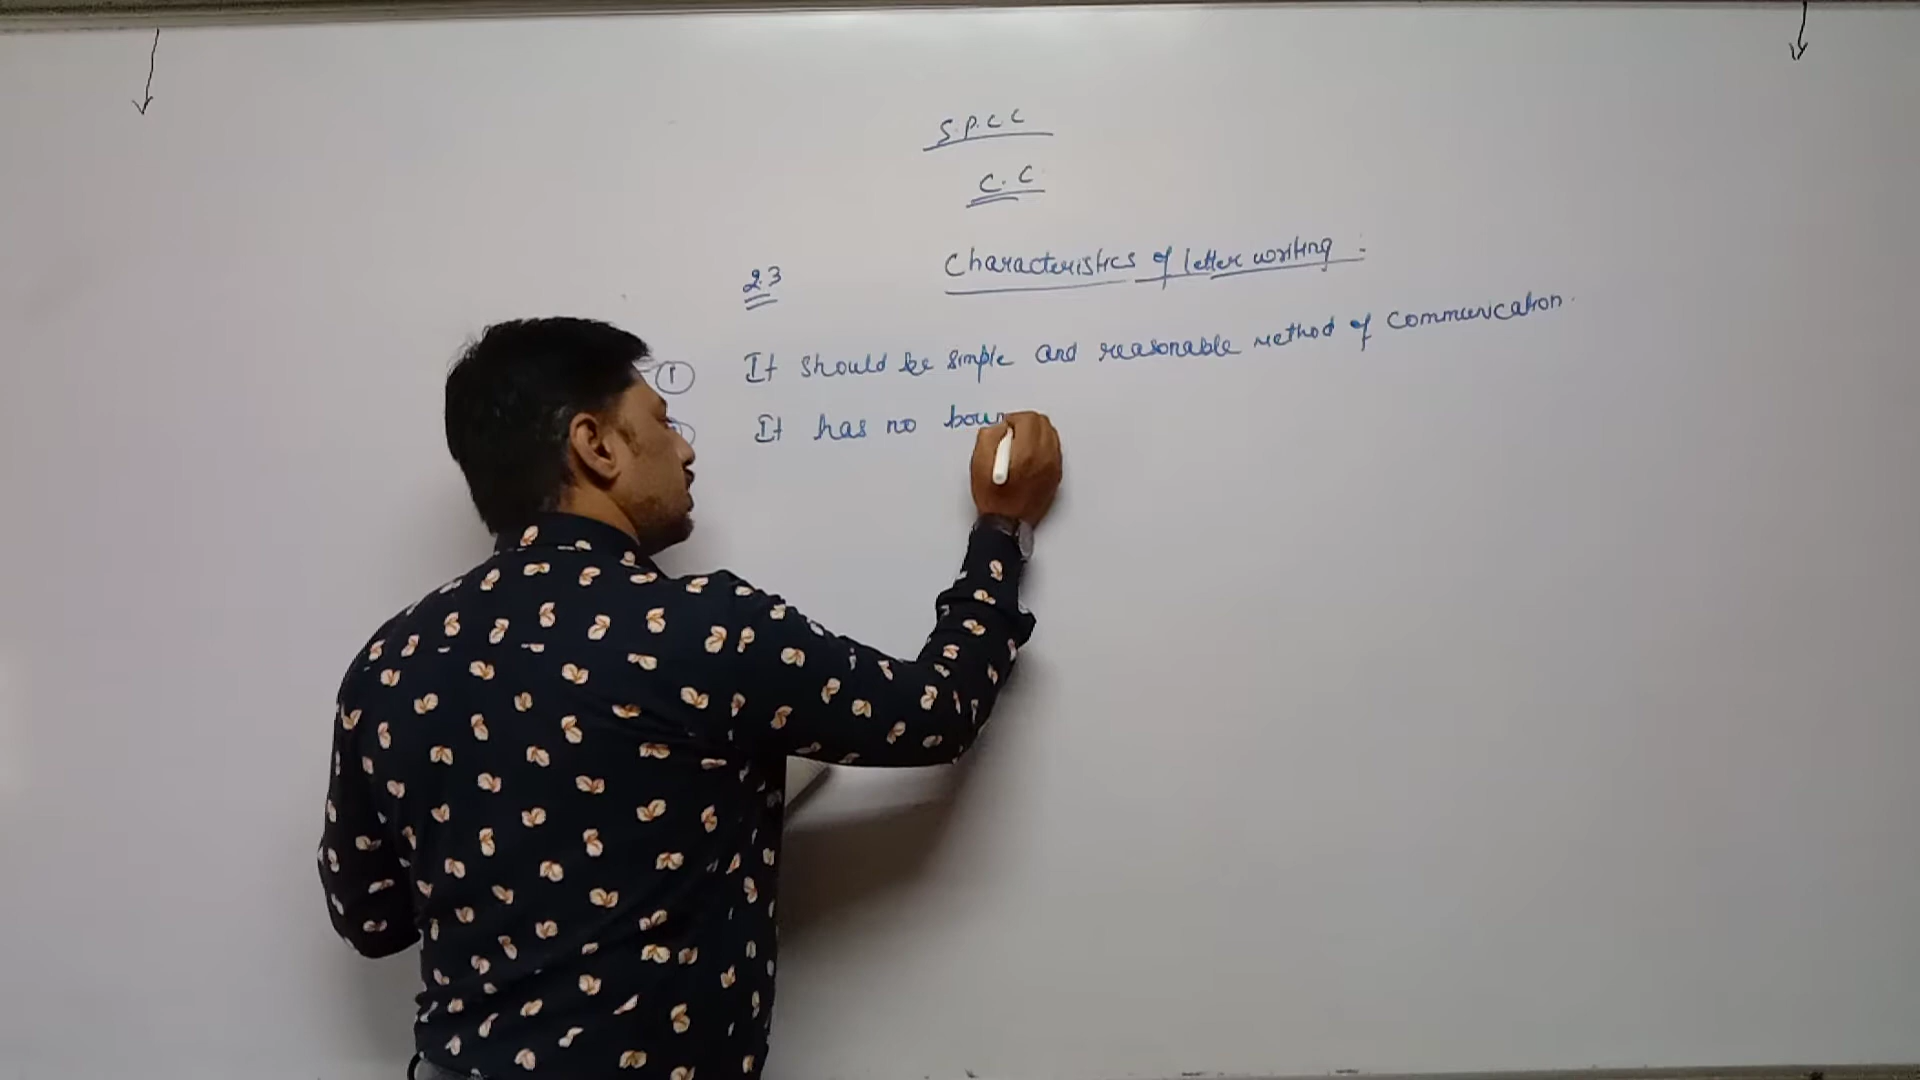 S.P.C.C
C.C
2.3
Characteristics of letter writing :
① It should be simple and reasonable method of communication.
It has no boun